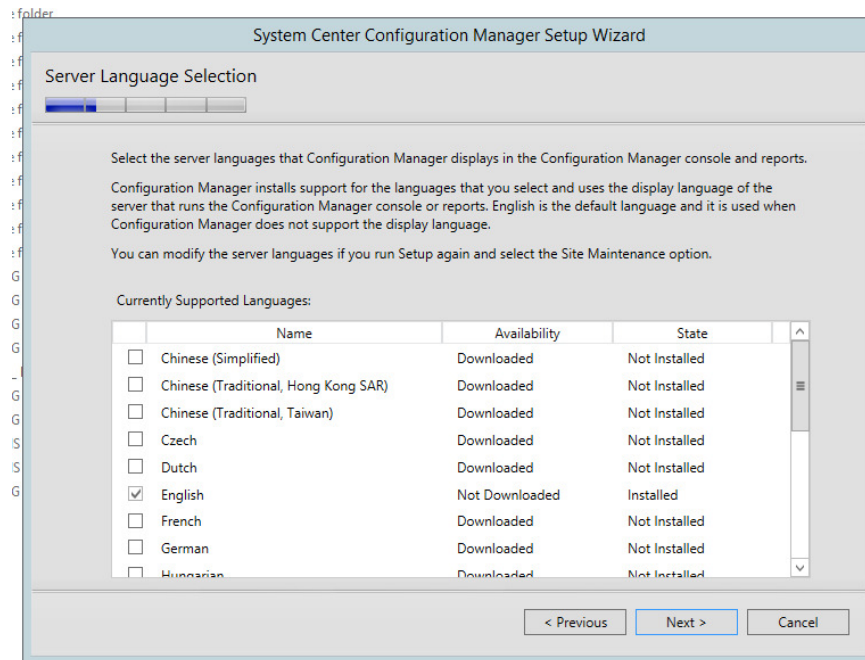 : folder
System Center Configuration Manager Setup Wizard
Server Language Selection
Select the server languages that Configuration Manager displays in the Configuration Manager console and reports.
Configuration Manager installs support for the languages that you select and uses the display language of the
server that runs the Configuration Manager console or reports. English is the default language and it is used when
Configuration Manager does not support the display language.
You can modify the server languages if you run Setup again and select the Site Maintenance option.
Currently Supported Languages:
Name Availability State
Chinese (Simplified) Downloaded Not Installed
Chinese (Traditional, Hong Kong SAR) Downloaded Not Installed
Chinese (Traditional, Taiwan) Downloaded Not Installed
Czech Downloaded Not Installed
Dutch Downloaded Not Installed
English Not Downloaded Installed
French Downloaded Not Installed
German Downloaded Not Installed
Hungarian Downloaded Not Installed
< Previous Next > Cancel